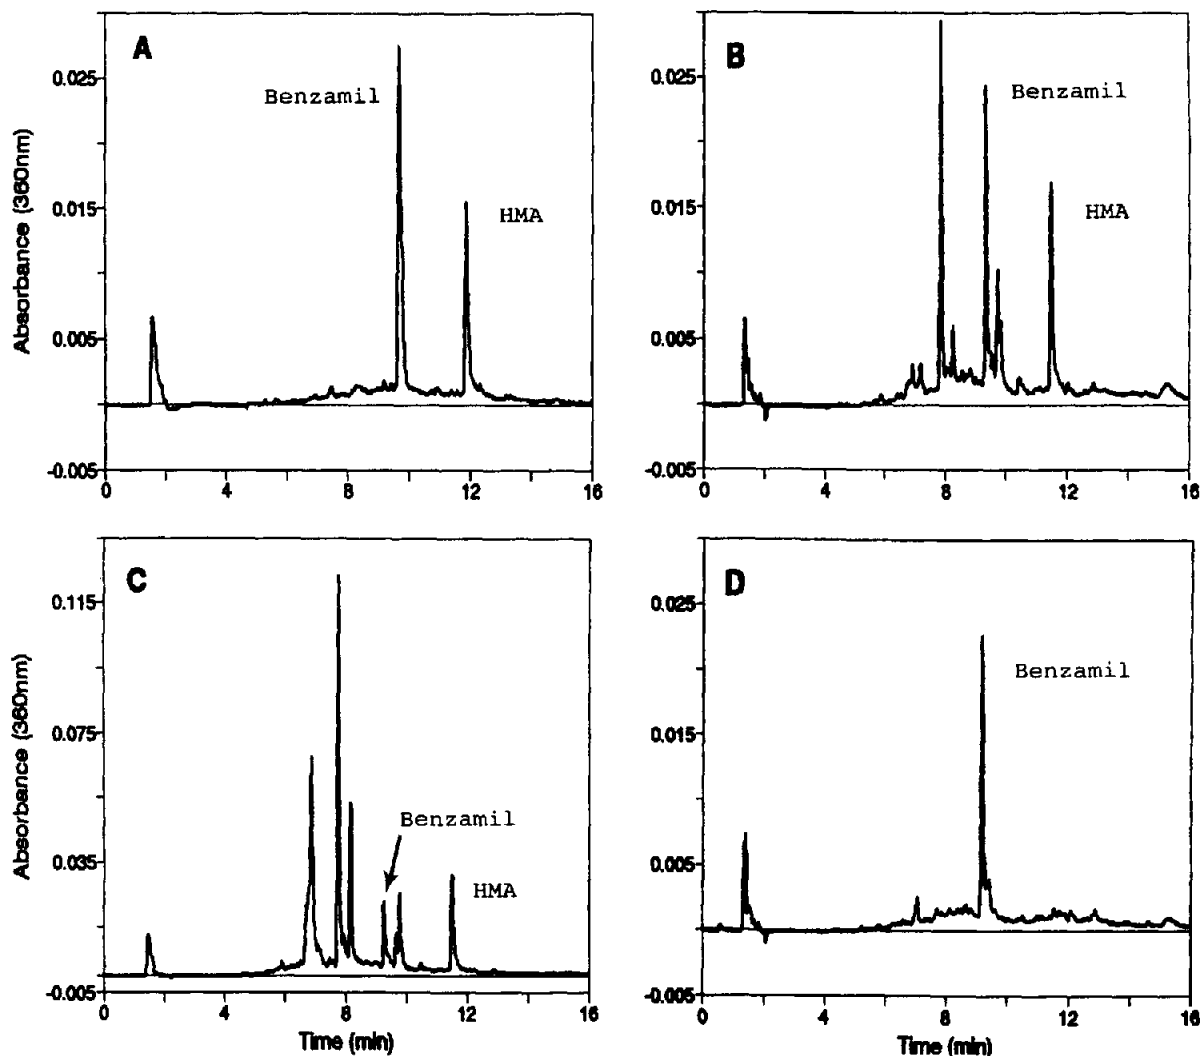 A
Absorbance (360nm)
0.025
0.015
0.005
-0.005
Benzamil
HMA
0 4 8 12 16
B
0.025
0.015
0.005
-0.005
Benzamil
HMA
0 4 8 12 16
C
Absorbance (360nm)
0.115
0.075
0.035
-0.005
Benzamil
HMA
0 4 8 12 16
Time (min)
D
0.025
0.015
0.005
-0.005
Benzamil
0 4 8 12 16
Time (min)